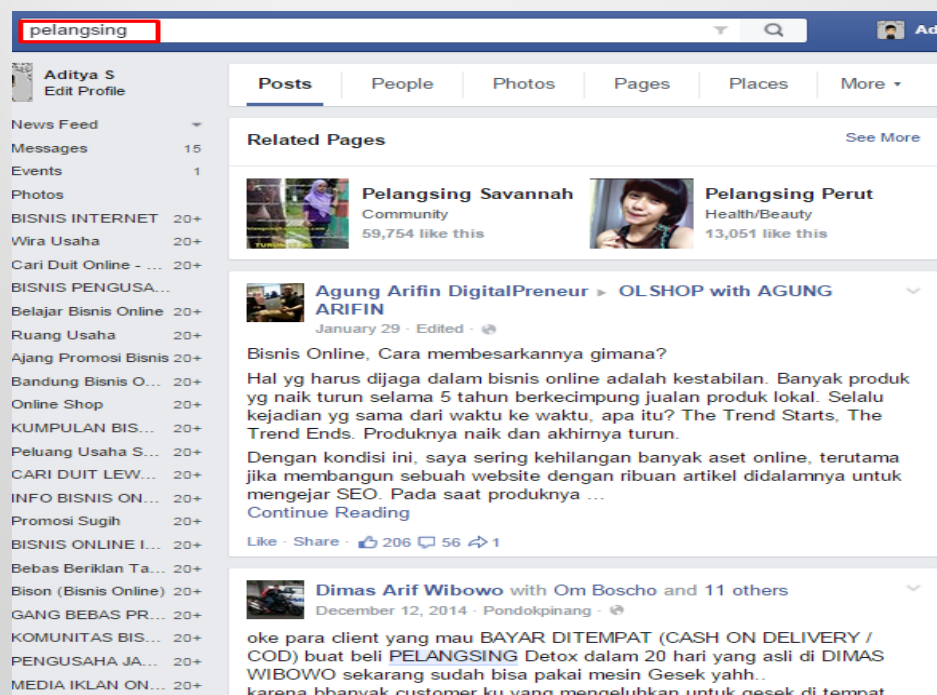 pelangsing
Ad
Aditya S
Edit Profile
News Feed
Messages 15
Events 1
Photos
BISNIS INTERNET 20+
Wira Usaha 20+
Cari Duit Online - ... 20+
BISNIS PENGUSA...
Belajar Bisnis Online 20+
Ruang Usaha 20+
Ajang Promosi Bisnis 20+
Bandung Bisnis O... 20+
Online Shop 20+
KUMPULAN BIS... 20+
Peluang Usaha S... 20+
CARI DUIT LEW... 20+
INFO BISNIS ON... 20+
Promosi Sugih 20+
BISNIS ONLINE I... 20+
Bebas Beriklan Ta... 20+
Bison (Bisnis Online) 20+
GANG BEBAS PR... 20+
KOMUNITAS BIS... 20+
PENGUSAHA JA... 20+
MEDIA IKLAN ON... 20+
Posts People Photos Pages Places More
Related Pages See More
Pelangsing Savannah
Community
59,754 like this
Pelangsing Perut
Health/Beauty
13,051 like this
Agung Arifin DigitalPreneur ▸ OLSHOP with AGUNG
ARIFIN
January 29 · Edited ·
Bisnis Online, Cara membesarkannya gimana?
Hal yg harus dijaga dalam bisnis online adalah kestabilan. Banyak produk
yg naik turun selama 5 tahun berkecimpung jualan produk lokal. Selalu
kejadian yg sama dari waktu ke waktu, apa itu? The Trend Starts, The
Trend Ends. Produknya naik dan akhirnya turun.
Dengan kondisi ini, saya sering kehilangan banyak aset online, terutama
jika membangun sebuah website dengan ribuan artikel didalamnya untuk
mengejar SEO. Pada saat produknya ...
Continue Reading
Like · Share · 206 56 1
Dimas Arif Wibowo with Om Boscho and 11 others
December 12, 2014 · Pondokpinang ·
oke para client yang mau BAYAR DITEMPAT (CASH ON DELIVERY /
COD) buat beli PELANGSING Detox dalam 20 hari yang asli di DIMAS
WIBOWO sekarang sudah bisa pakai mesin Gesek yahh..
karena bbanyak customer ku yang mengeluhkan untuk gesek di tempat